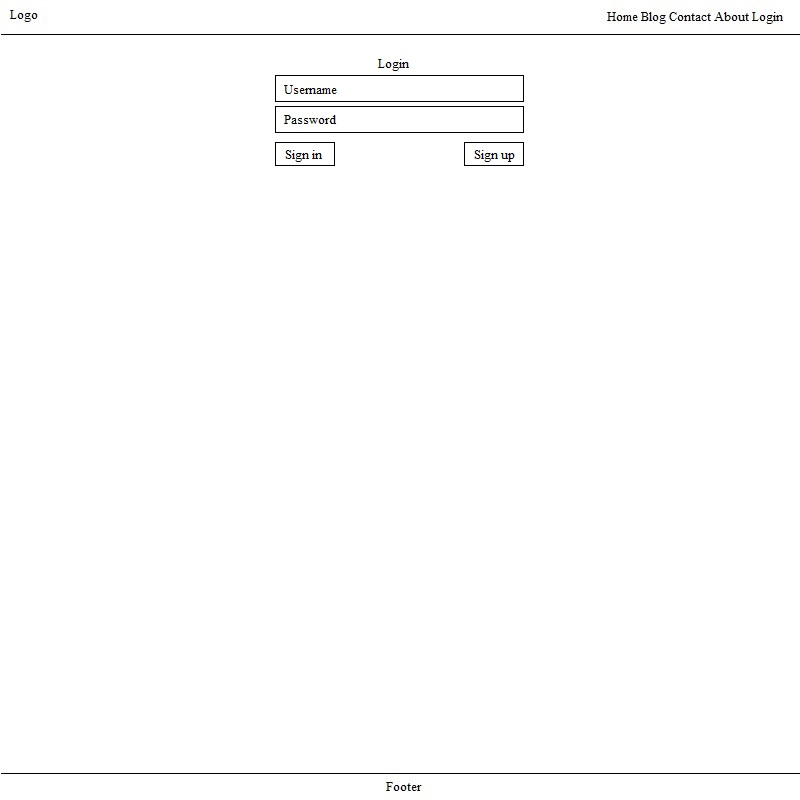 Logo
Home Blog Contact About Login
Login
Username
Password
Sign in
Sign up
Footer